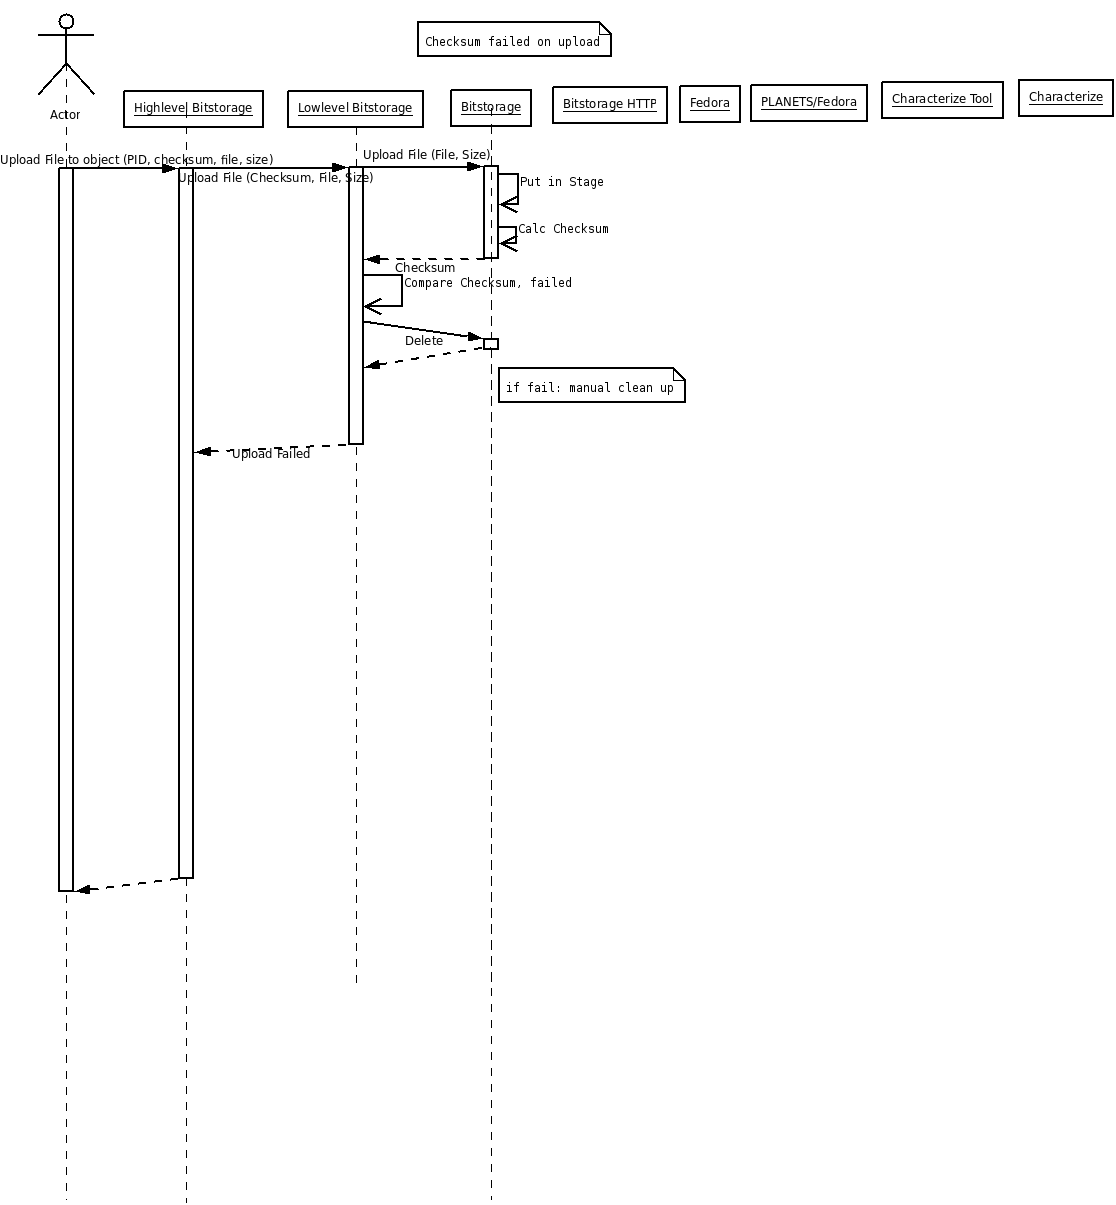 Checksum failed on upload
Actor
Highlevel Bitstorage
Lowlevel Bitstorage
Bitstorage
Bitstorage HTTP
Fedora
PLANETS/Fedora
Characterize Tool
Characterize
Upload File to object (PID, checksum, file, size)
Upload File (Checksum, File, Size)
Upload File (File, Size)
Put in Stage
Calc Checksum
Checksum
Compare Checksum, failed
Delete
if fail: manual clean up
Upload Failed